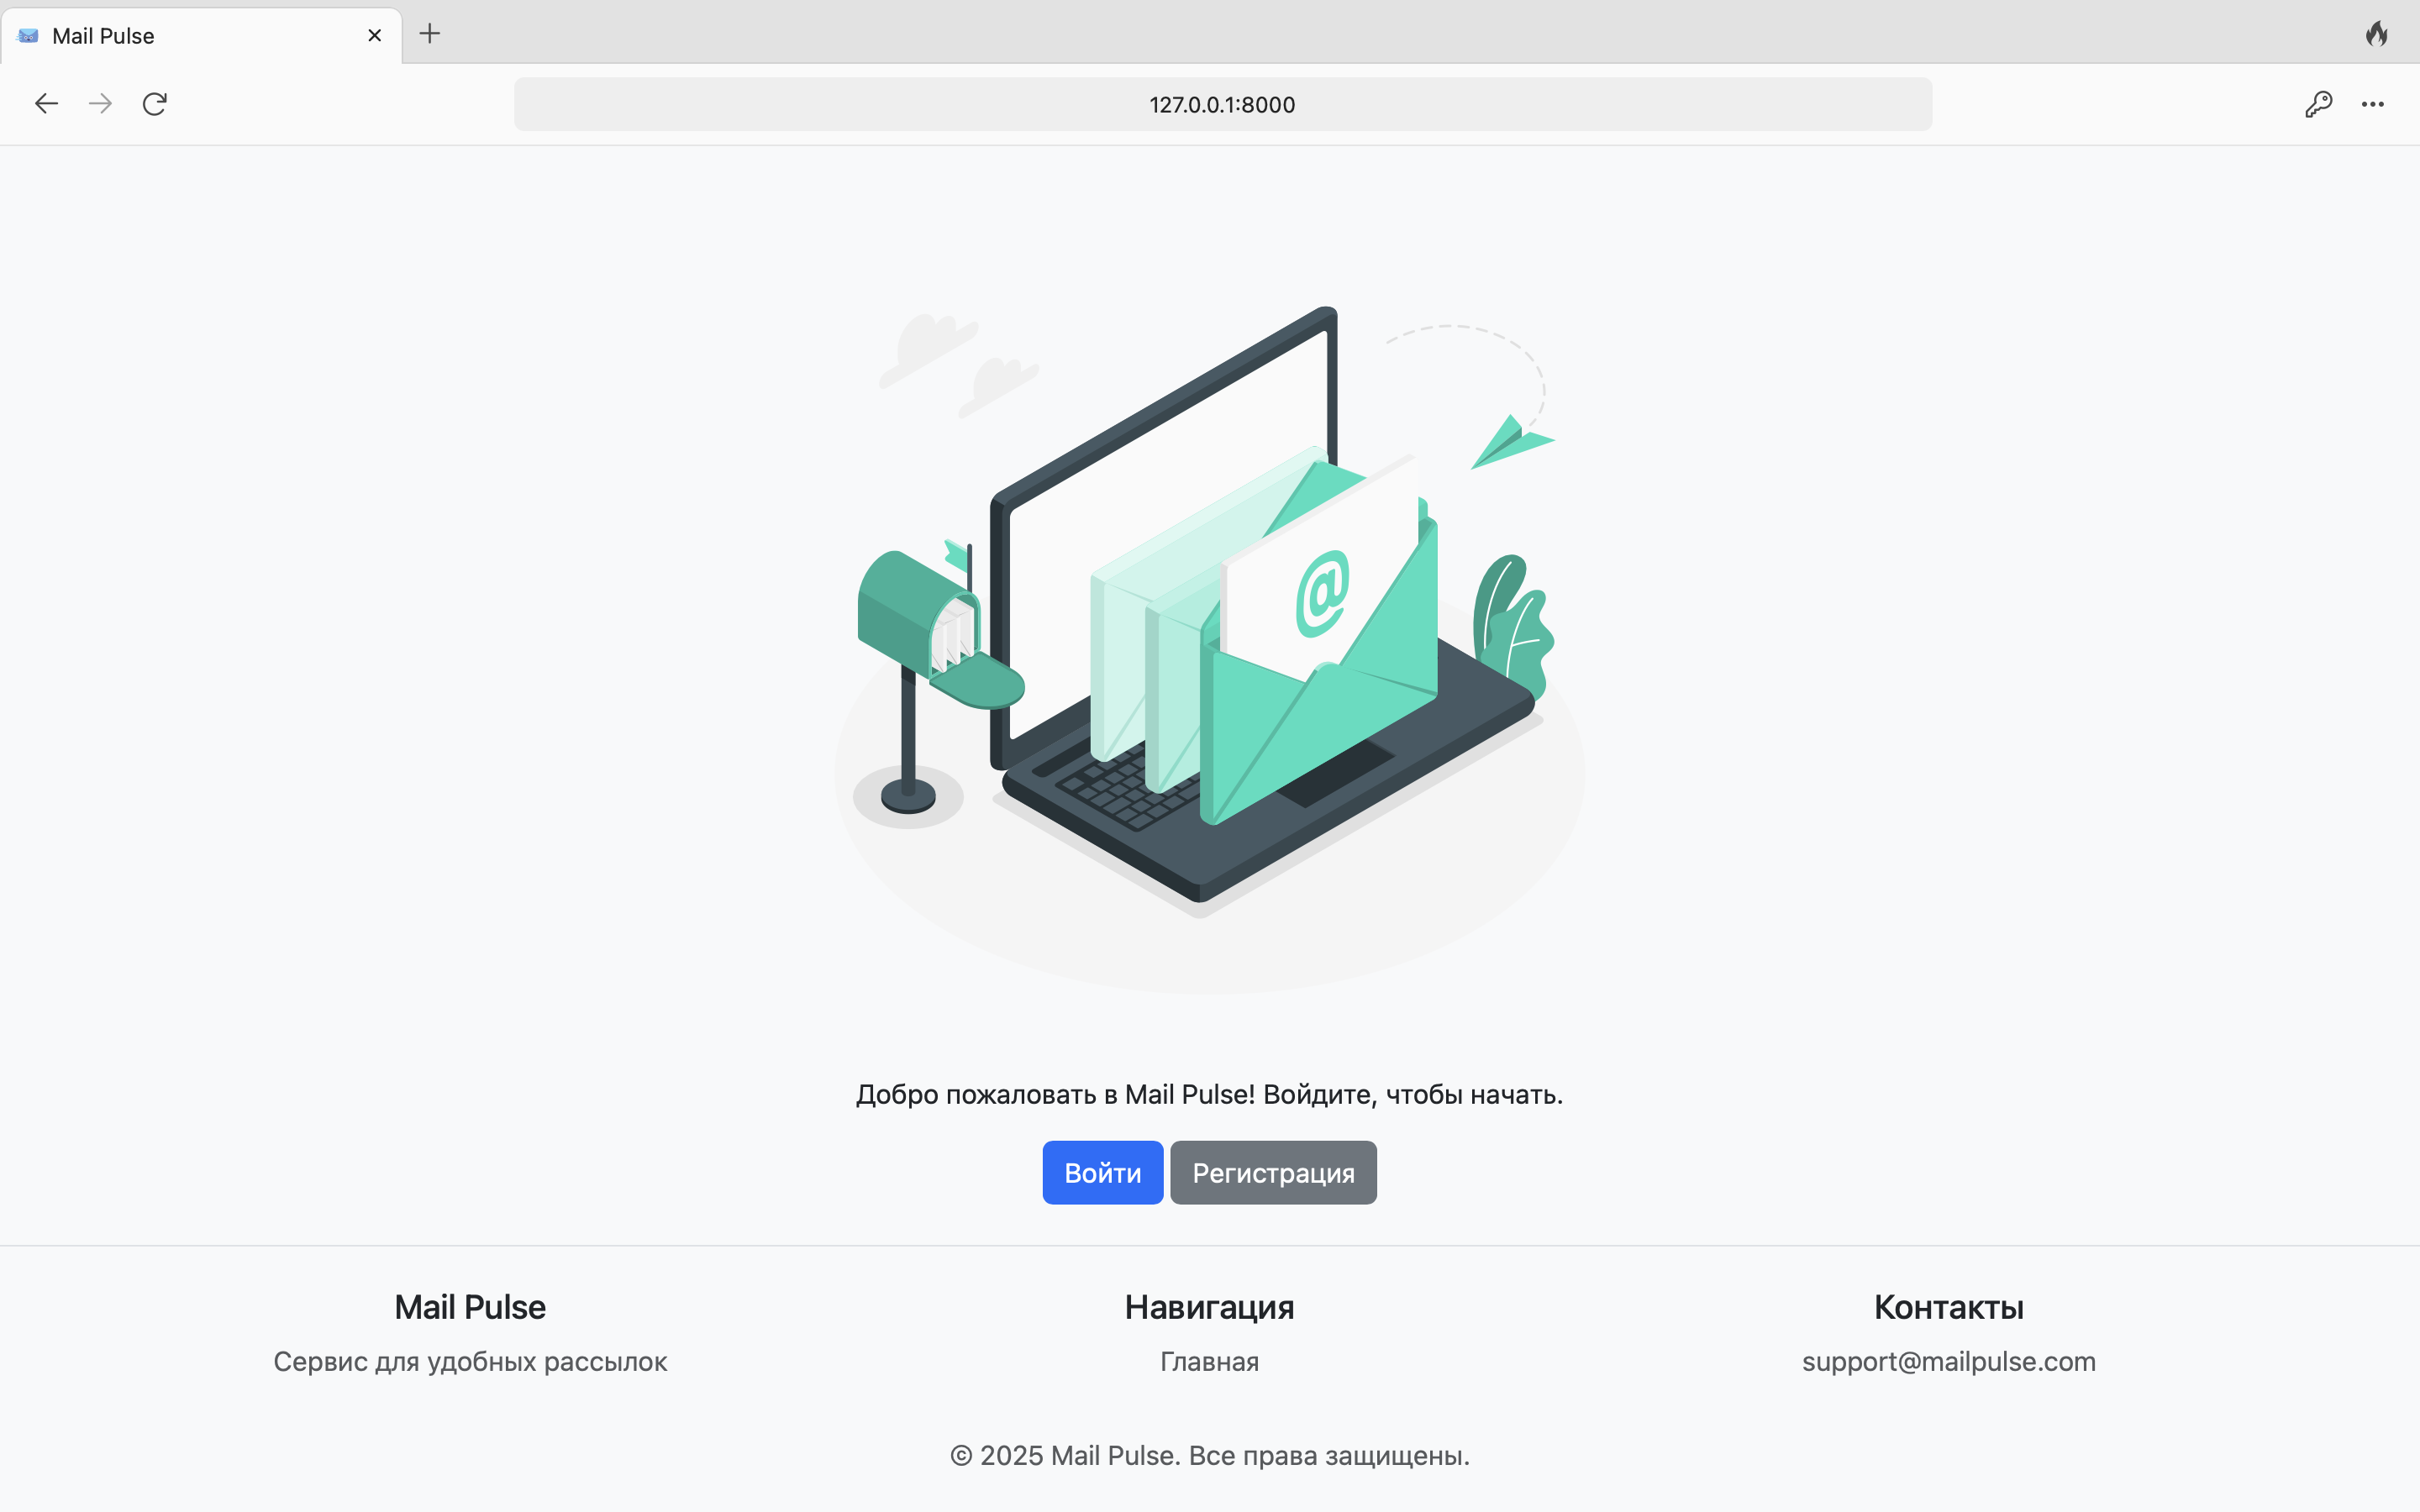 Mail Pulse
127.0.0.1:8000
@
Добро пожаловать в Mail Pulse! Войдите, чтобы начать.
Войти
Регистрация
Mail Pulse
Сервис для удобных рассылок
Навигация
Главная
Контакты
support@mailpulse.com
© 2025 Mail Pulse. Все права защищены.